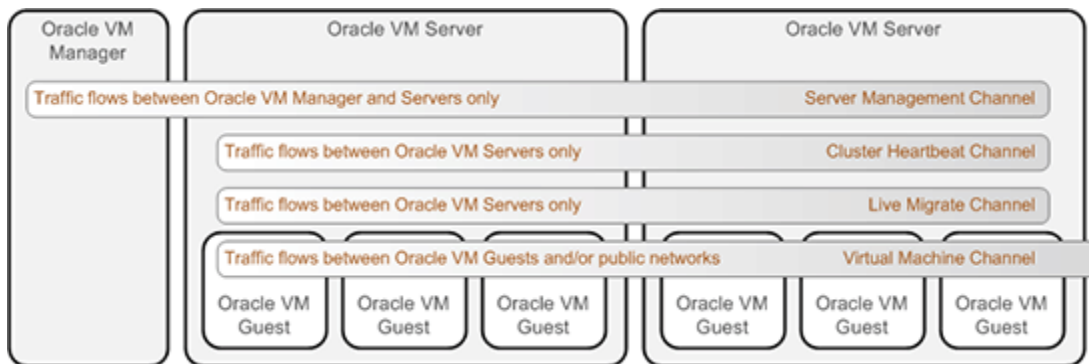 Oracle VM
Manager
Oracle VM Server
Oracle VM Server
Traffic flows between Oracle VM Manager and Servers only
Server Management Channel
Traffic flows between Oracle VM Servers only
Cluster Heartbeat Channel
Traffic flows between Oracle VM Servers only
Live Migrate Channel
Traffic flows between Oracle VM Guests and/or public networks
Virtual Machine Channel
Oracle VM
Guest
Oracle VM
Guest
Oracle VM
Guest
Oracle VM
Guest
Oracle VM
Guest
Oracle VM
Guest